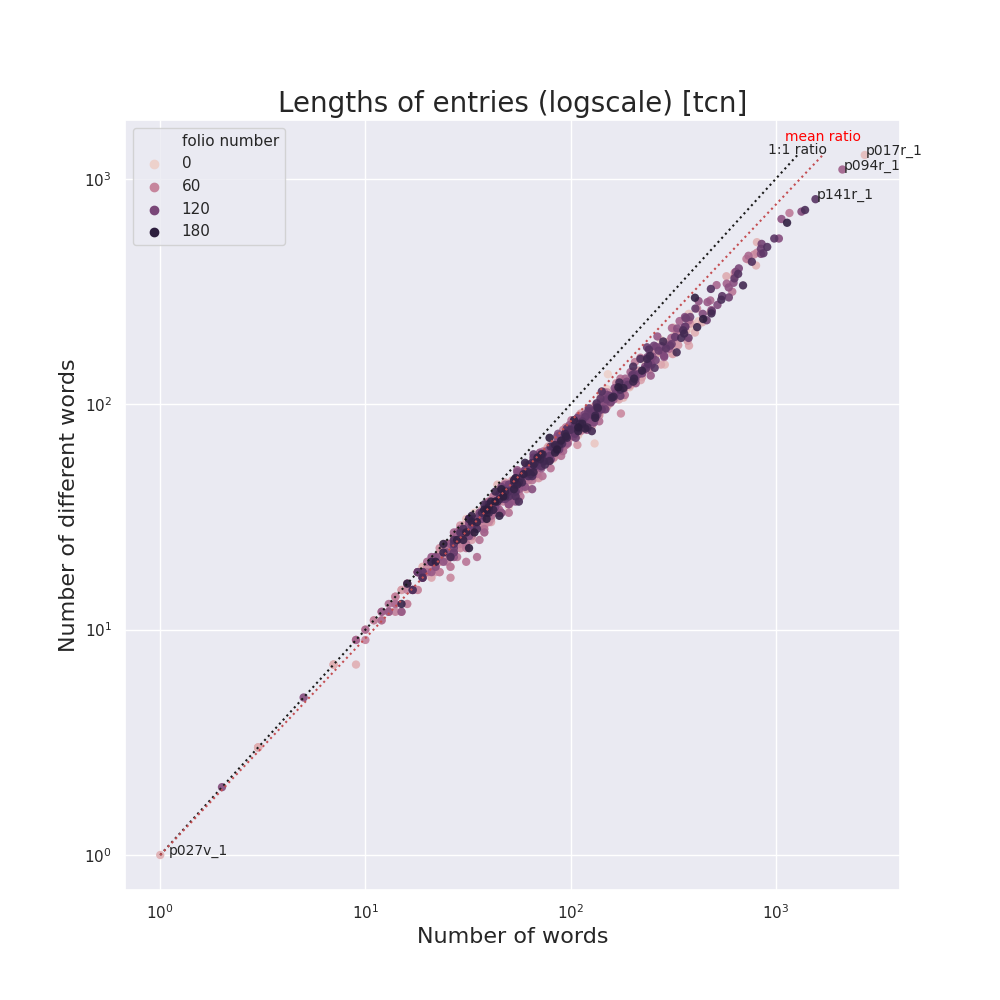 Lengths of entries (logscale) [tcn]
folio number
0
60
120
180
mean ratio
1:1 ratio
p017r_1
p094r_1
p141r_1
p027v_1
10³
10²
10¹
10⁰
Number of different words
10⁰ 10¹ 10² 10³
Number of words